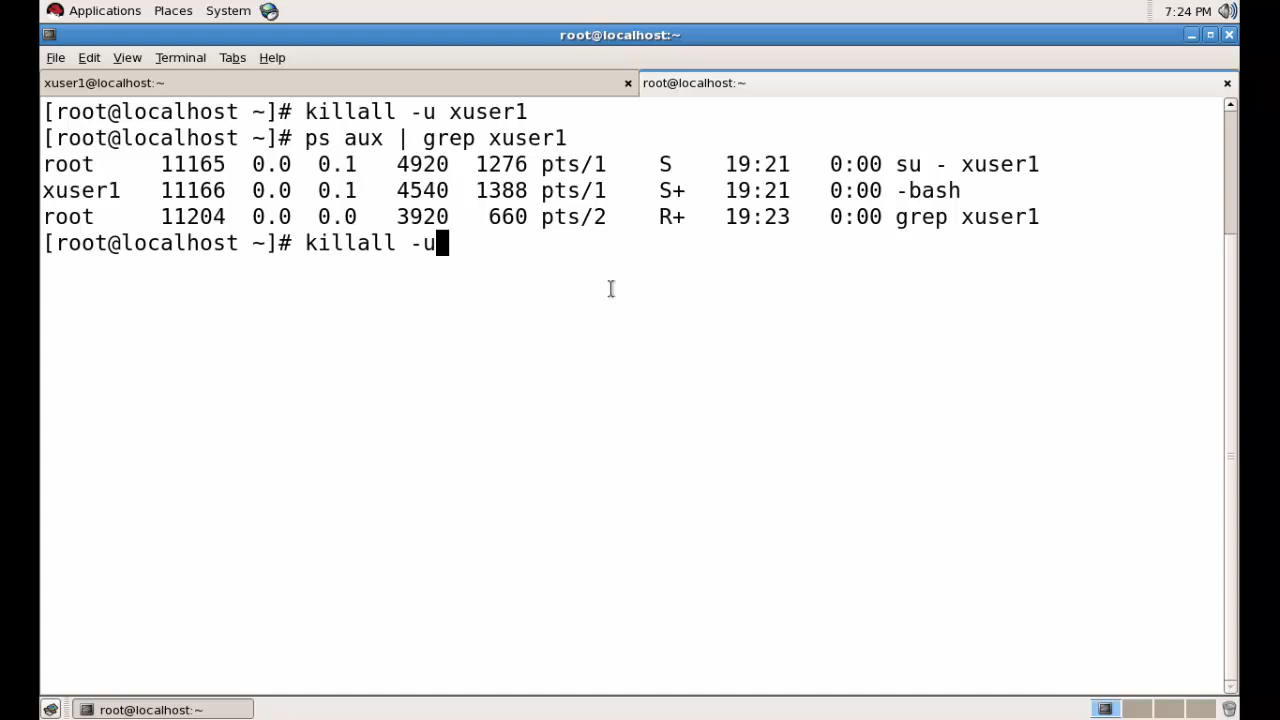 Applications Places System 7:24 PM
root@localhost:~
File Edit View Terminal Tabs Help
xuser1@localhost:~ root@localhost:~
[root@localhost ~]# killall -u xuser1
[root@localhost ~]# ps aux | grep xuser1
root     11165  0.0  0.1   4920  1276 pts/1    S    19:21   0:00 su - xuser1
xuser1   11166  0.0  0.1   4540  1388 pts/1    S+   19:21   0:00 -bash
root     11204  0.0  0.0   3920   660 pts/2    R+   19:23   0:00 grep xuser1
[root@localhost ~]# killall -u
root@localhost:~